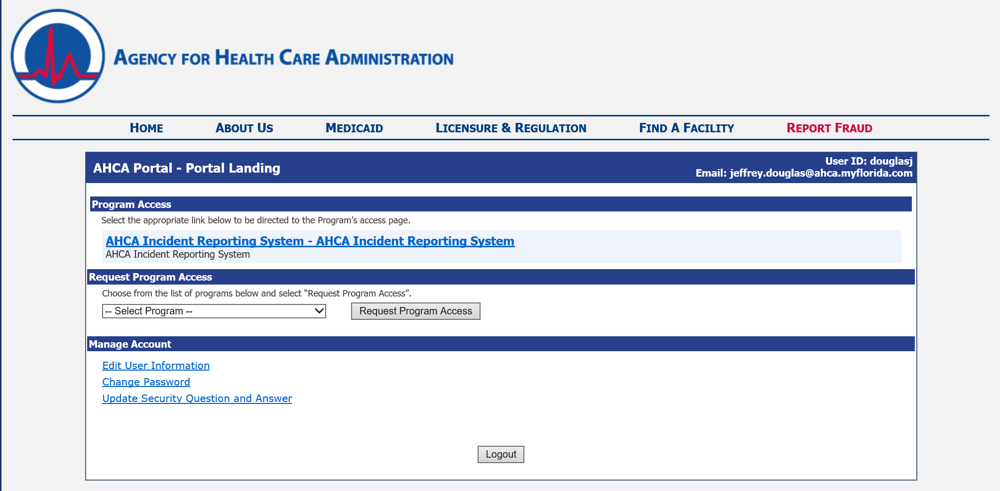 AGENCY FOR HEALTH CARE ADMINISTRATION
HOME ABOUT US MEDICAID LICENSURE & REGULATION FIND A FACILITY REPORT FRAUD
AHCA Portal - Portal Landing
User ID: douglasj
Email: jeffrey.douglas@ahca.myflorida.com
Program Access
Select the appropriate link below to be directed to the Program's access page.
AHCA Incident Reporting System - AHCA Incident Reporting System
AHCA Incident Reporting System
Request Program Access
Choose from the list of programs below and select “Request Program Access”.
-- Select Program -- Request Program Access
Manage Account
Edit User Information
Change Password
Update Security Question and Answer
Logout